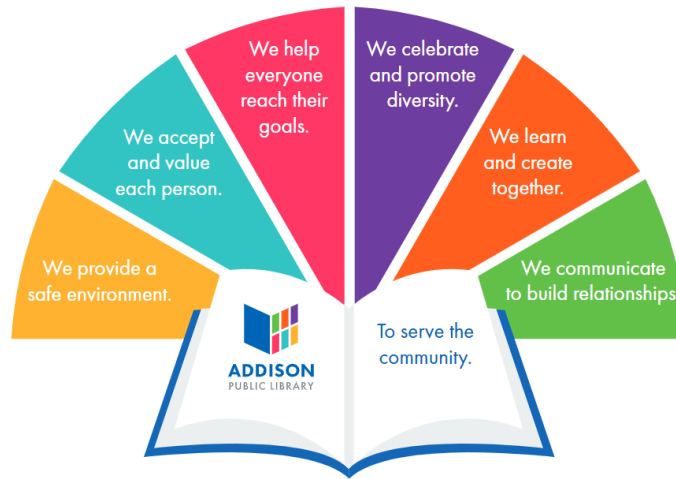 We provide a
safe environment.
We accept
and value
each person.
We help
everyone
reach their
goals.
We celebrate
and promote
diversity.
We learn
and create
together.
We communicate
to build relationships
ADDISON
PUBLIC LIBRARY
To serve the
community.